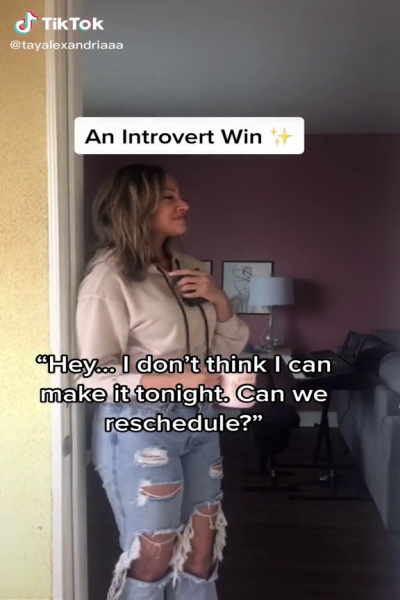 TikTok
@tayalexandriaaa
An Introvert Win ✨
“Hey... I don’t think I can
make it tonight. Can we
reschedule?”